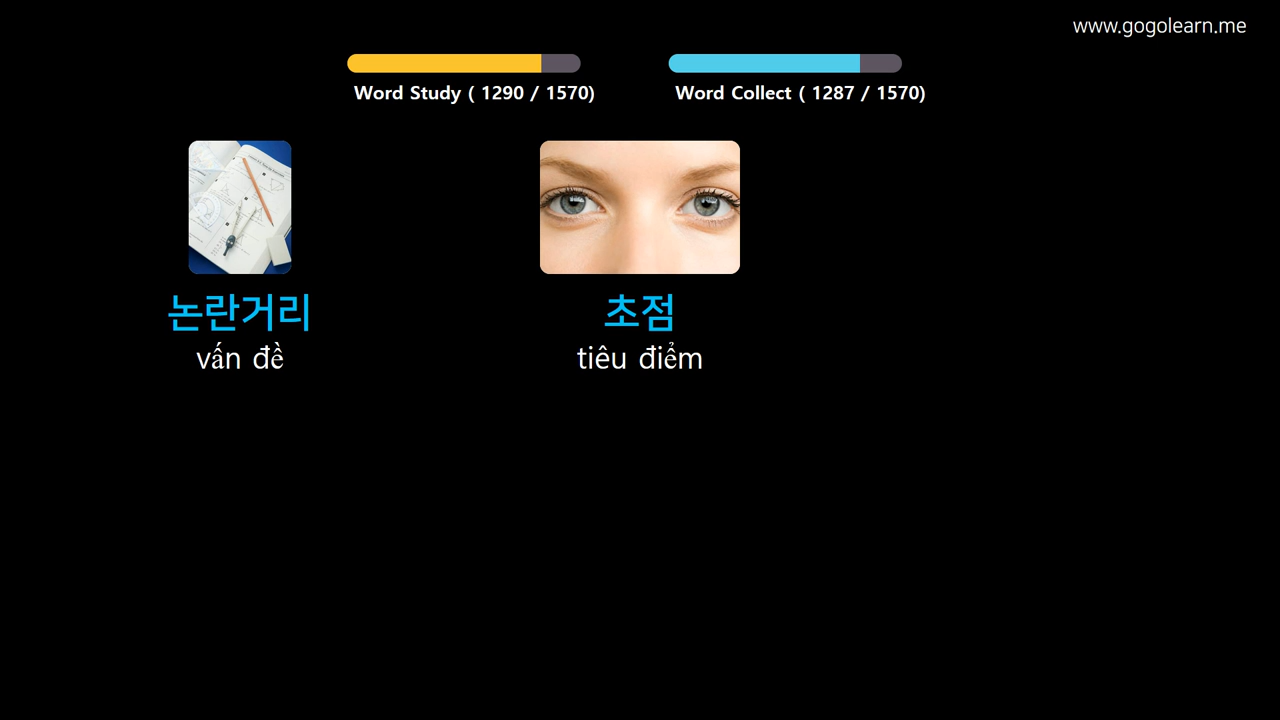 www.gogolearn.me
Word Study ( 1290 / 1570)
Word Collect ( 1287 / 1570)
논란거리
초점
vấn đề
tiêu điểm